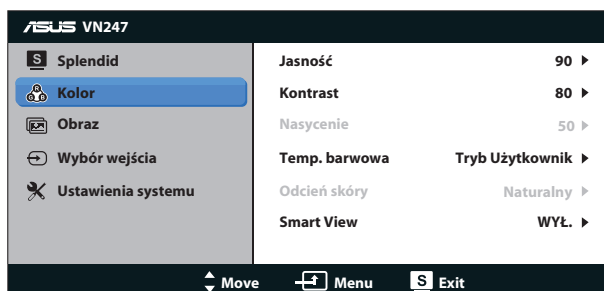 ASUS VN247
S Splendid
Kolor
Obraz
Wybór wejścia
Ustawienia systemu
Jasność 90
Kontrast 80
Nasycenie 50
Temp. barwowa Tryb Użytkownik
Odcień skóry Naturalny
Smart View WYŁ.
Move Menu S Exit